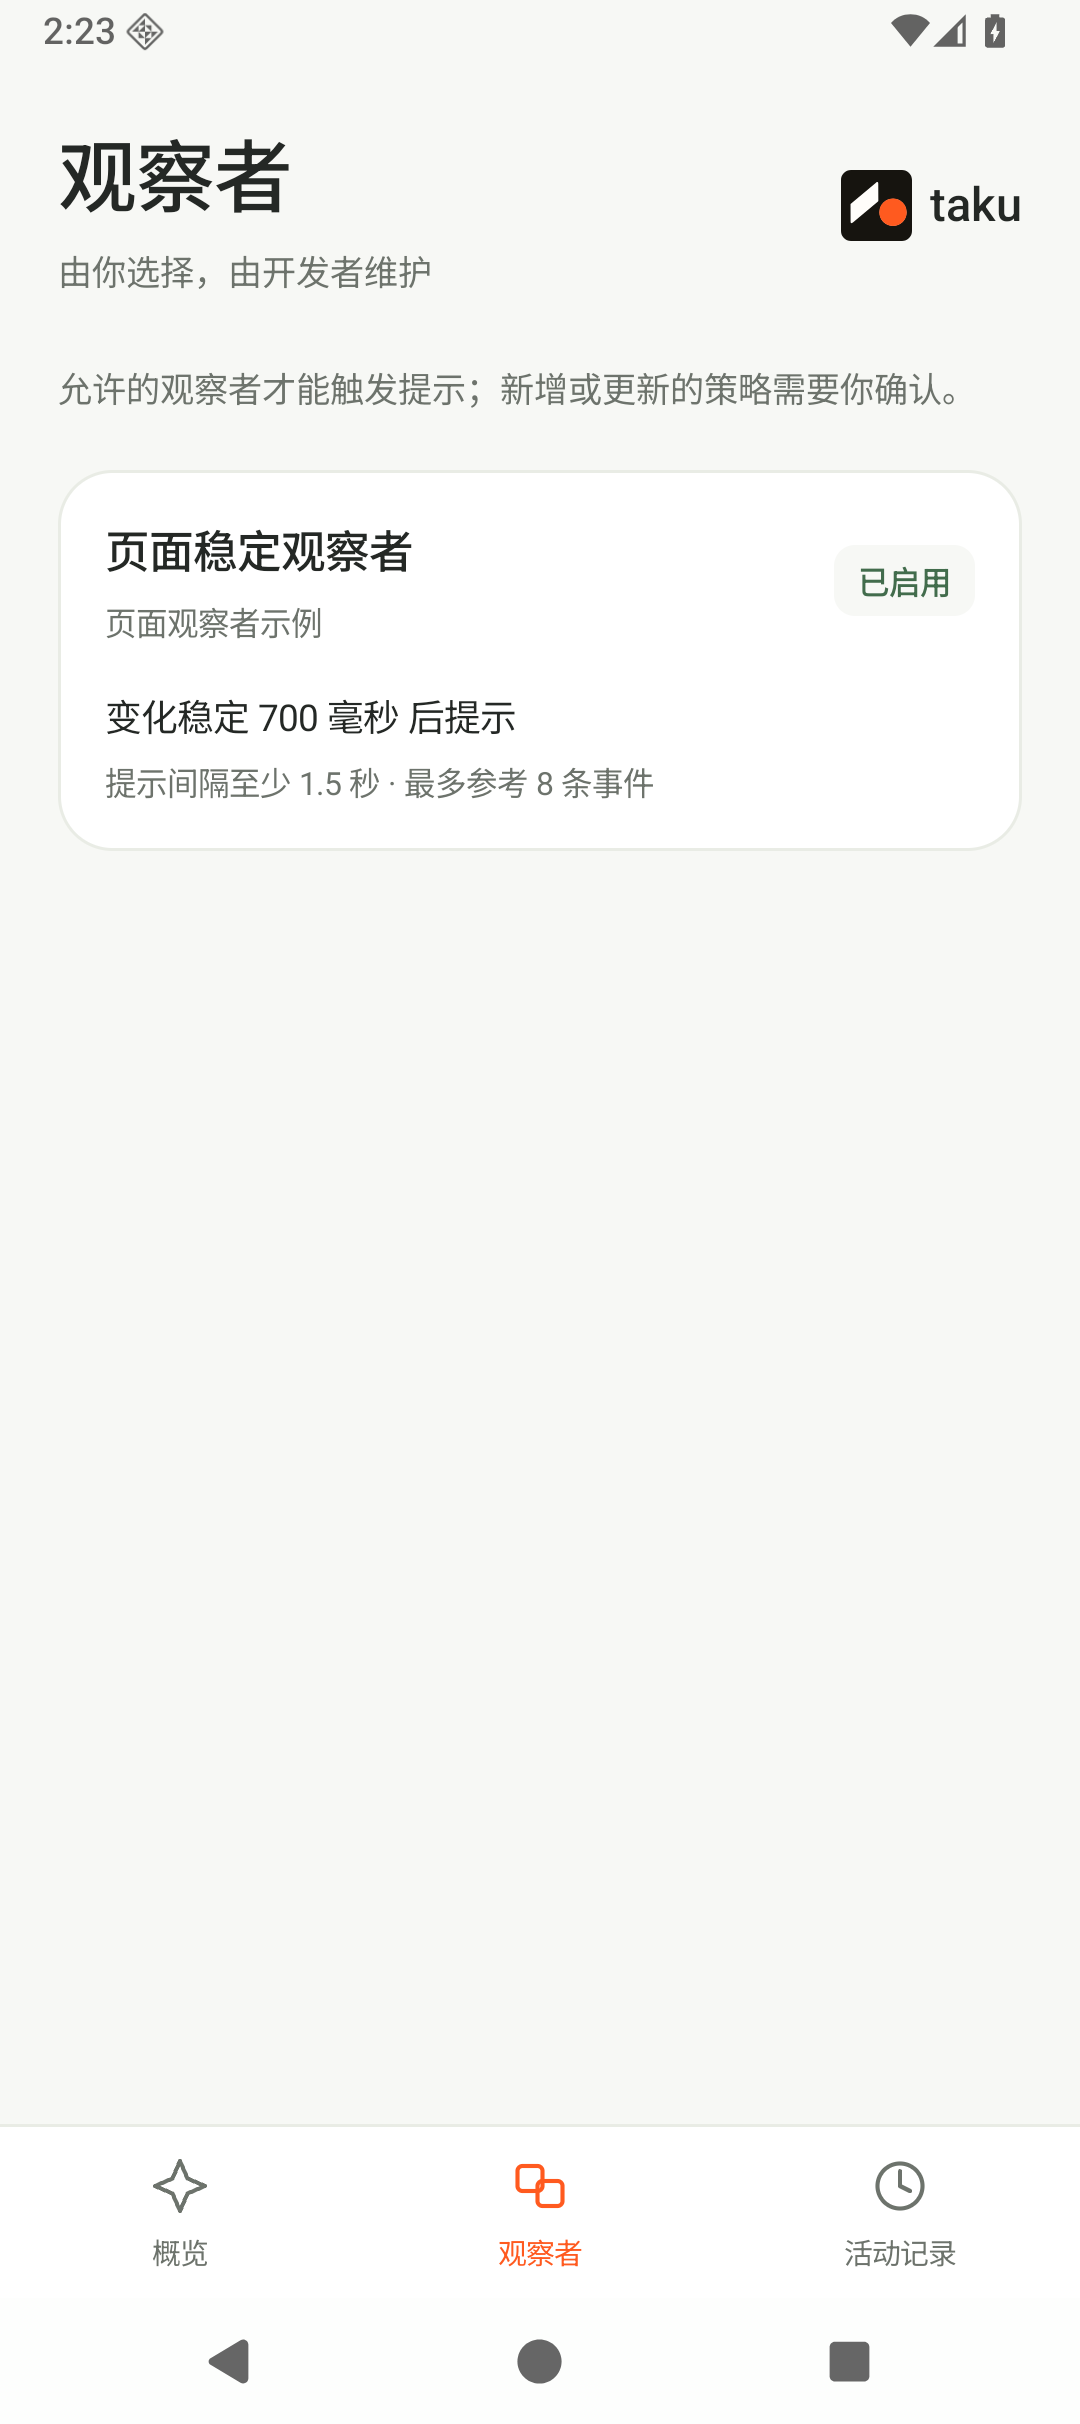 2:23
观察者
taku
由你选择，由开发者维护
允许的观察者才能触发提示；新增或更新的策略需要你确认。
页面稳定观察者
已启用
页面观察者示例
变化稳定 700 毫秒 后提示
提示间隔至少 1.5 秒 · 最多参考 8 条事件
概览
观察者
活动记录